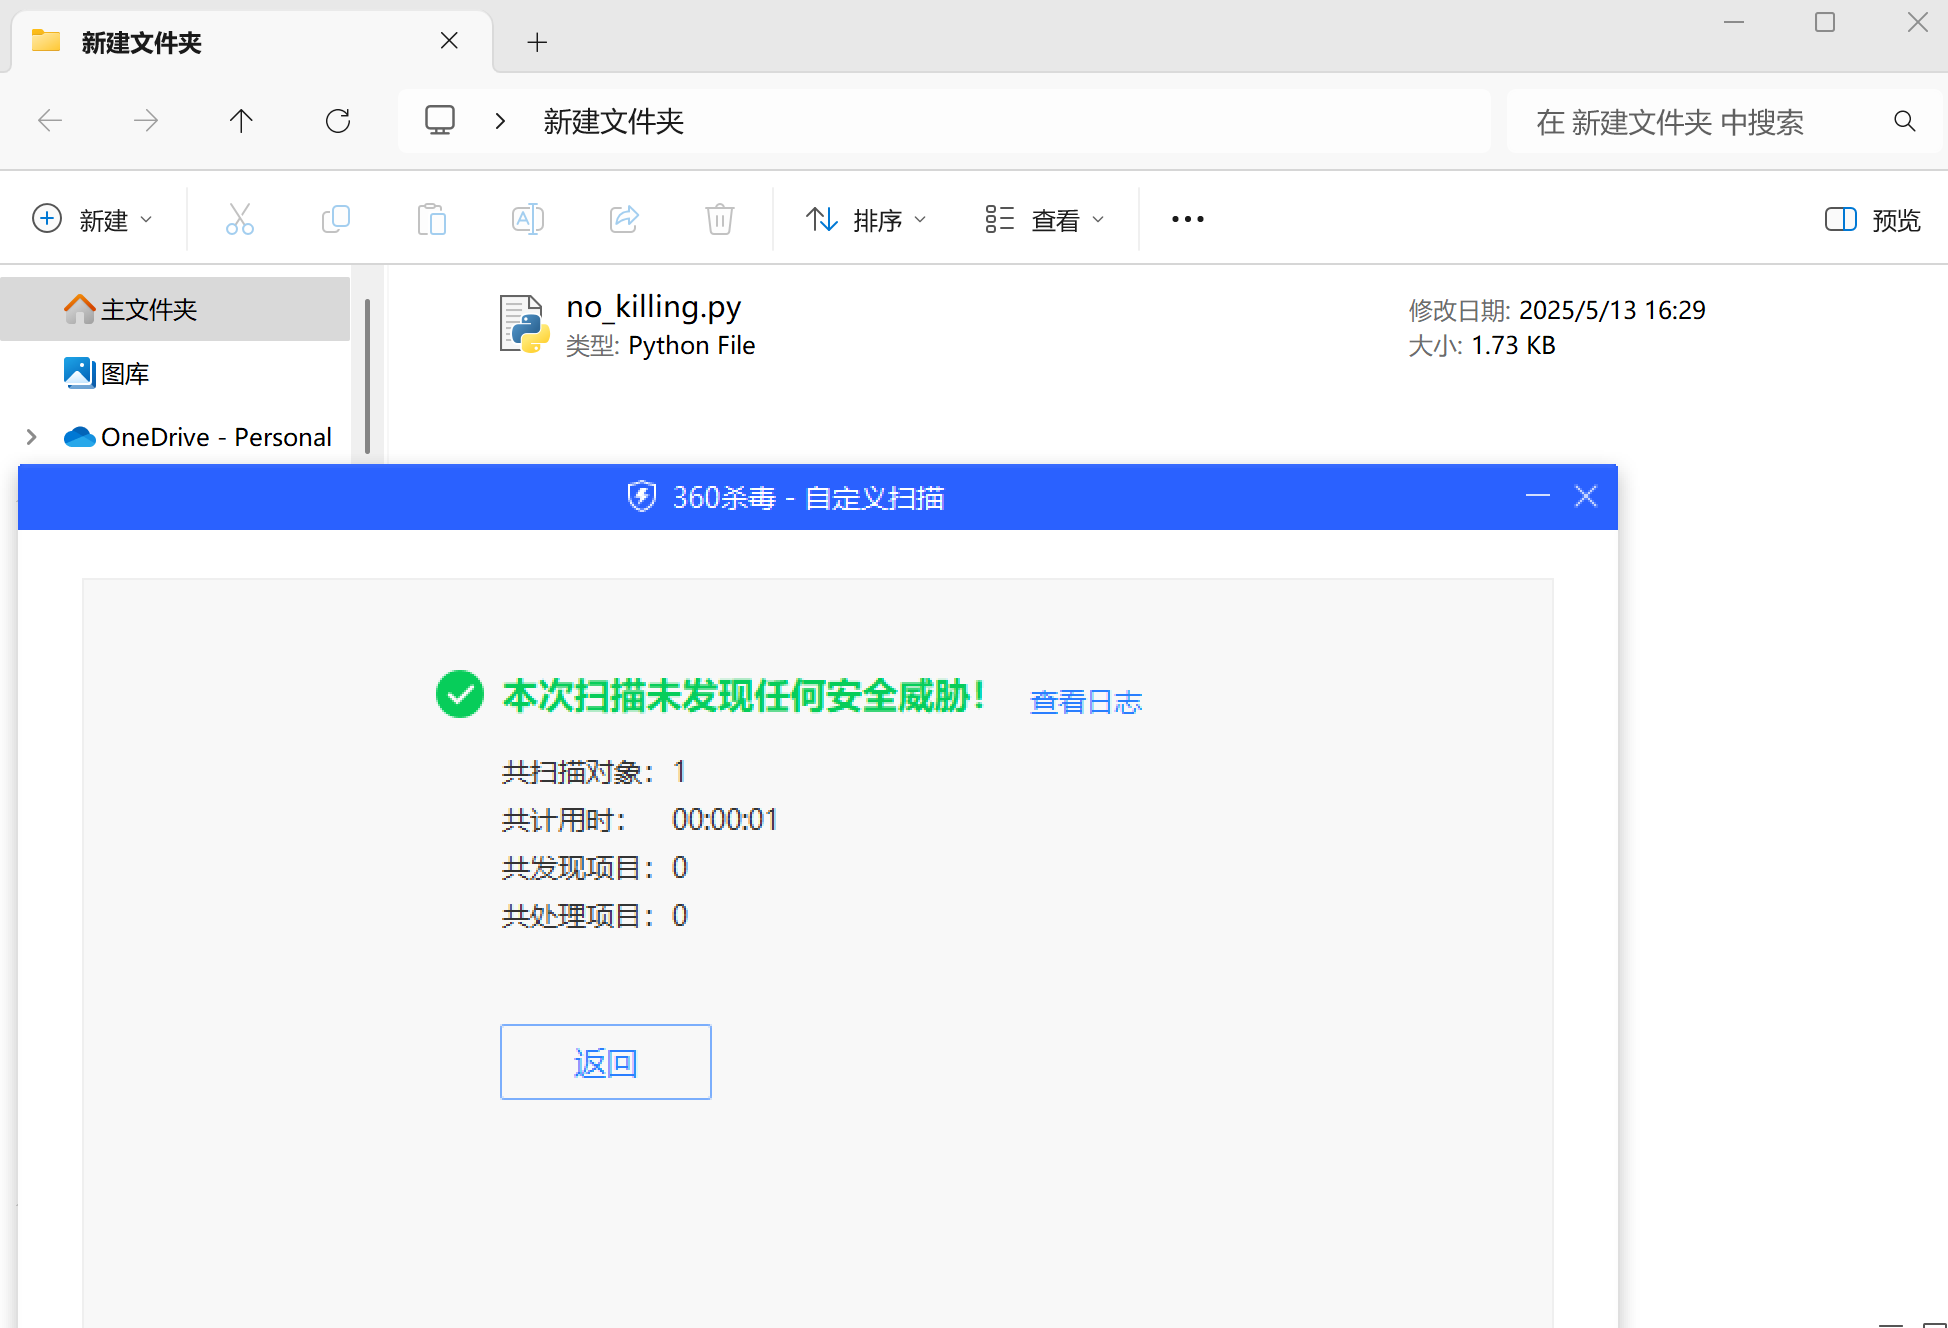 新建文件夹
新建文件夹
在 新建文件夹 中搜索
新建
排序
查看
预览
主文件夹
图库
OneDrive - Personal
no_killing.py
类型: Python File
修改日期: 2025/5/13 16:29
大小: 1.73 KB
360杀毒 - 自定义扫描
本次扫描未发现任何安全威胁！
查看日志
共扫描对象： 1
共计用时： 00:00:01
共发现项目： 0
共处理项目： 0
返回